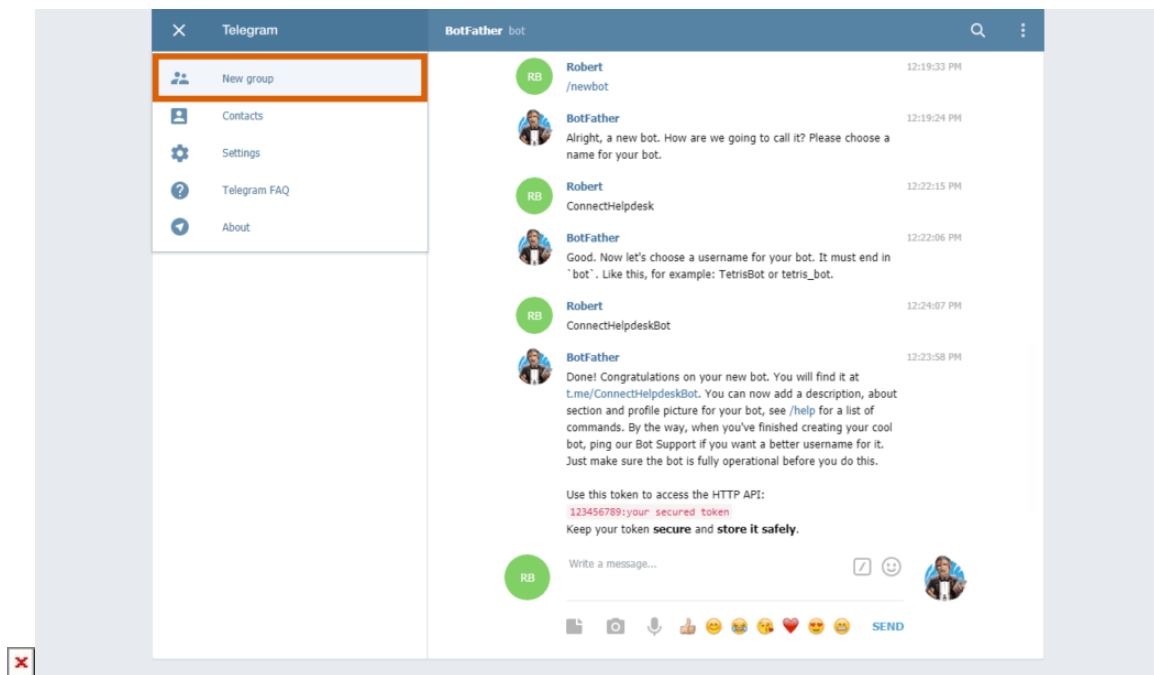 Telegram
New group
Contacts
Settings
Telegram FAQ
About
BotFather bot
Robert 12:19:33 PM
/newbot
BotFather 12:19:24 PM
Alright, a new bot. How are we going to call it? Please choose a
name for your bot.
RB
Robert 12:22:15 PM
ConnectHelpdesk
RB
BotFather 12:22:06 PM
Good. Now let's choose a username for your bot. It must end in
`bot`. Like this, for example: TetrisBot or tetris_bot.
Robert 12:24:07 PM
ConnectHelpdeskBot
RB
BotFather 12:23:58 PM
Done! Congratulations on your new bot. You will find it at
t.me/ConnectHelpdeskBot. You can now add a description, about
section and profile picture for your bot, see /help for a list of
commands. By the way, when you've finished creating your cool
bot, ping our Bot Support if you want a better username for it.
Just make sure the bot is fully operational before you do this.
Use this token to access the HTTP API:
123456789:your secured token
Keep your token secure and store it safely.
RB
Write a message...
SEND